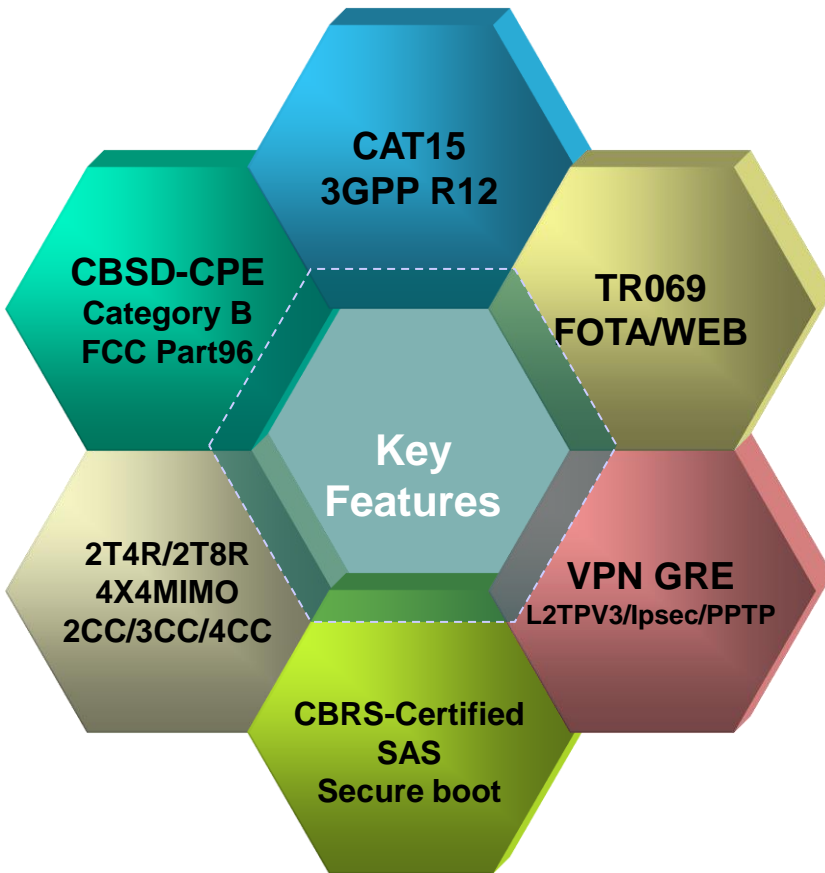 CAT15
3GPP R12
CBSD-CPE
Category B
FCC Part96
TR069
FOTA/WEB
Key
Features
2T4R/2T8R
4X4MIMO
2CC/3CC/4CC
VPN GRE
L2TPV3/Ipsec/PPTP
CBRS-Certified
SAS
Secure boot